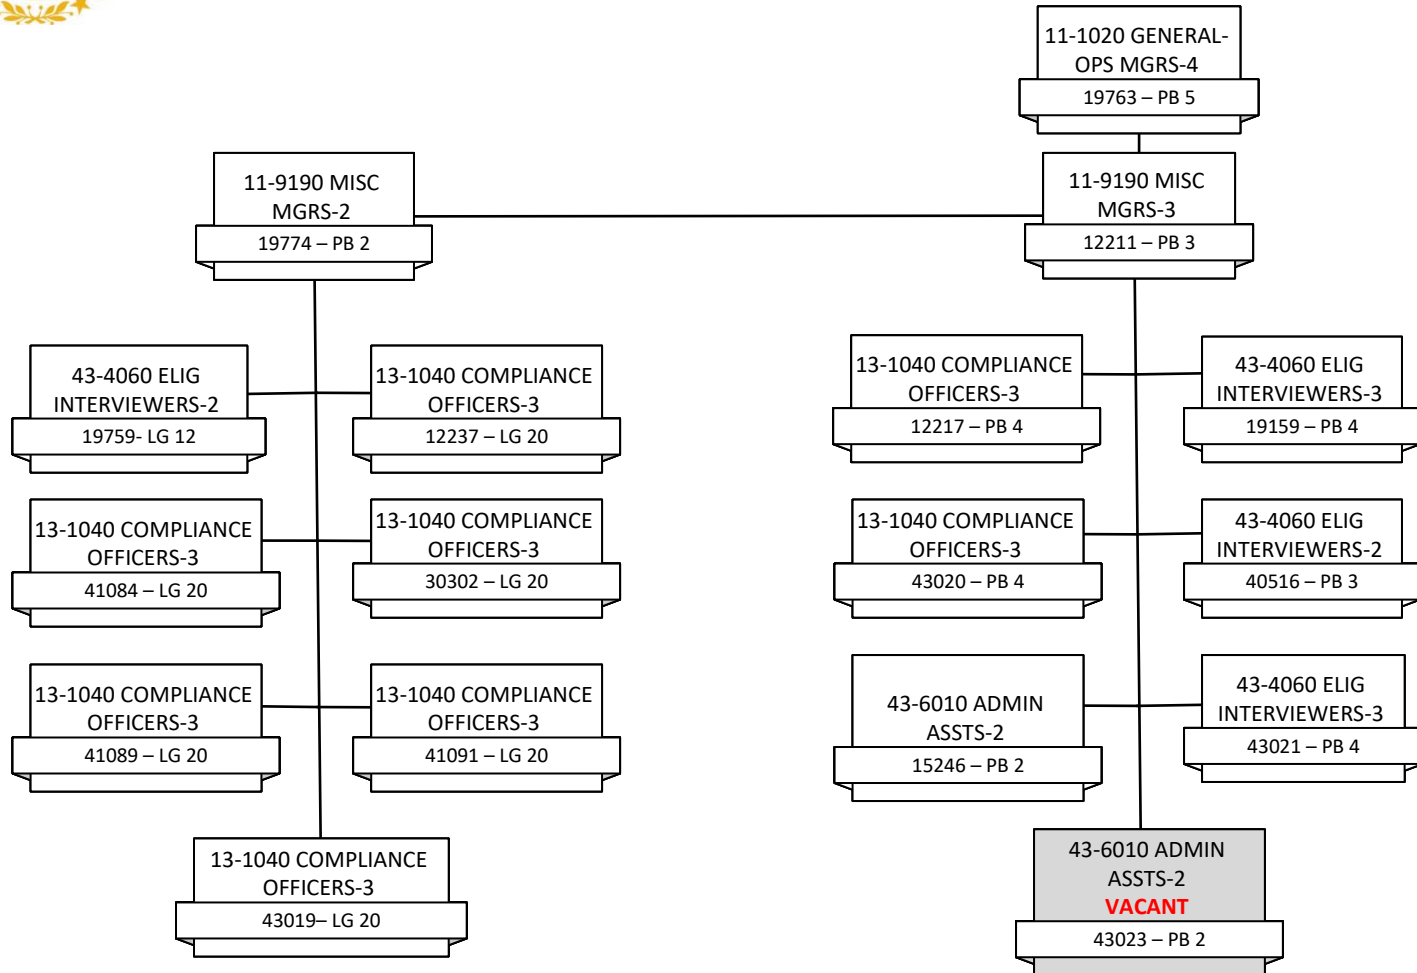 11-1020 GENERAL-
OPS MGRS-4
19763 – PB 5
11-9190 MISC
MGRS-2
19774 – PB 2
11-9190 MISC
MGRS-3
12211 – PB 3
43-4060 ELIG
INTERVIEWERS-2
19759- LG 12
13-1040 COMPLIANCE
OFFICERS-3
12237 – LG 20
13-1040 COMPLIANCE
OFFICERS-3
12217 – PB 4
43-4060 ELIG
INTERVIEWERS-3
19159 – PB 4
13-1040 COMPLIANCE
OFFICERS-3
41084 – LG 20
13-1040 COMPLIANCE
OFFICERS-3
30302 – LG 20
13-1040 COMPLIANCE
OFFICERS-3
43020 – PB 4
43-4060 ELIG
INTERVIEWERS-2
40516 – PB 3
13-1040 COMPLIANCE
OFFICERS-3
41089 – LG 20
13-1040 COMPLIANCE
OFFICERS-3
41091 – LG 20
43-6010 ADMIN
ASSTS-2
15246 – PB 2
43-4060 ELIG
INTERVIEWERS-3
43021 – PB 4
13-1040 COMPLIANCE
OFFICERS-3
43019– LG 20
43-6010 ADMIN
ASSTS-2
VACANT
43023 – PB 2